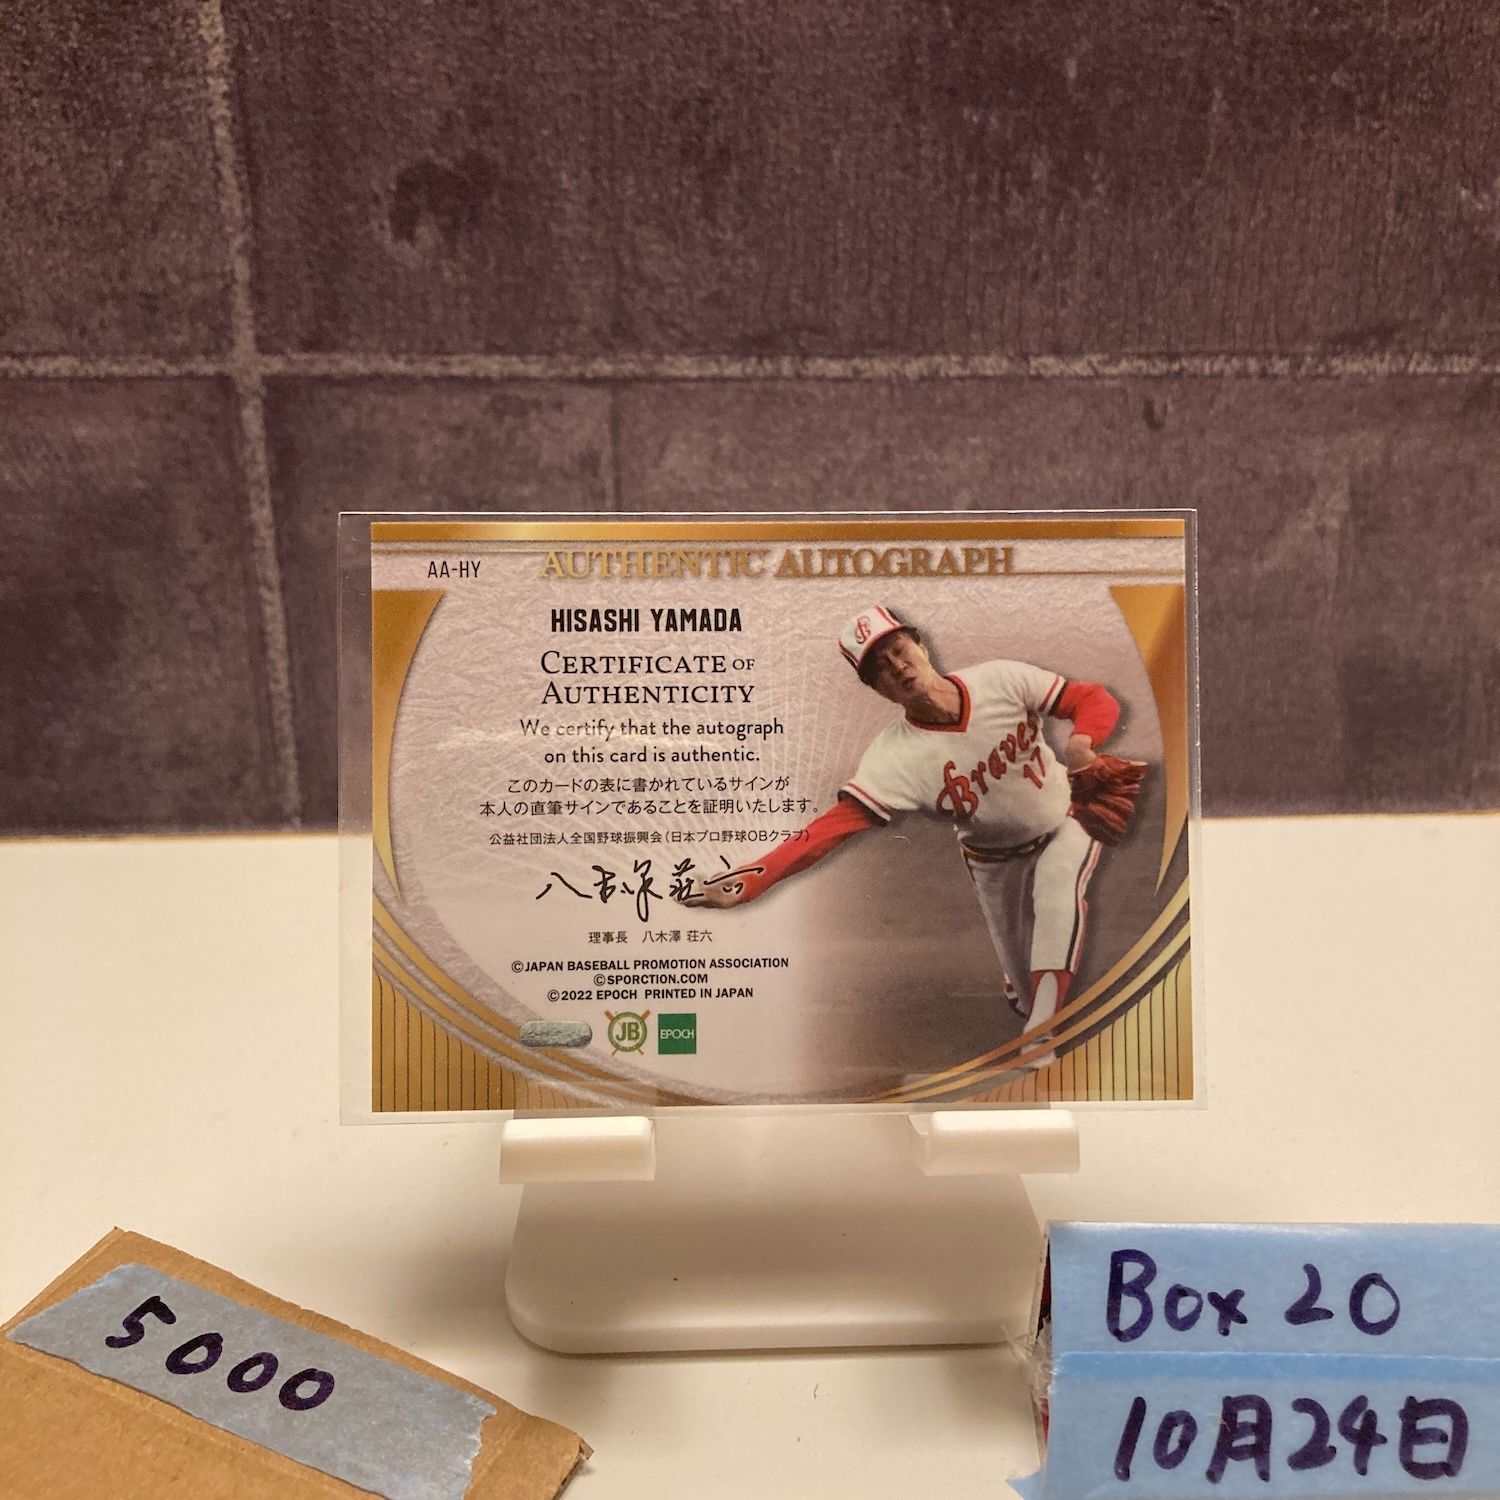 AA-HY
AUTHENTIC AUTOGRAPH
HISASHI YAMADA
CERTIFICATE OF
AUTHENTICITY
We certify that the autograph
on this card is authentic.
このカードの表に書かれているサインが
本人の直筆サインであることを証明いたします。
公益社団法人全国野球振興会(日本プロ野球OBクラブ)
八木澤荘六
理事長 八木澤 荘六
©JAPAN BASEBALL PROMOTION ASSOCIATION
©SPORCTION.COM
©2022 EPOCH PRINTED IN JAPAN
JB
EPOCH
B
Braves
17
5000
Box 20
10月24日